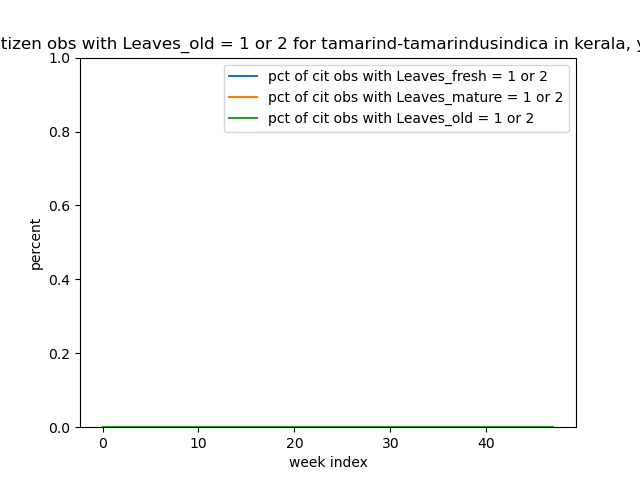 tizen obs with Leaves_old = 1 or 2 for tamarind-tamarindusindica in kerala, y
1.0
pct of cit obs with Leaves_fresh = 1 or 2
pct of cit obs with Leaves_mature = 1 or 2
pct of cit obs with Leaves_old = 1 or 2
0.8
0.6
percent
0.4
0.2
0.0
0 10 20 30 40
week index